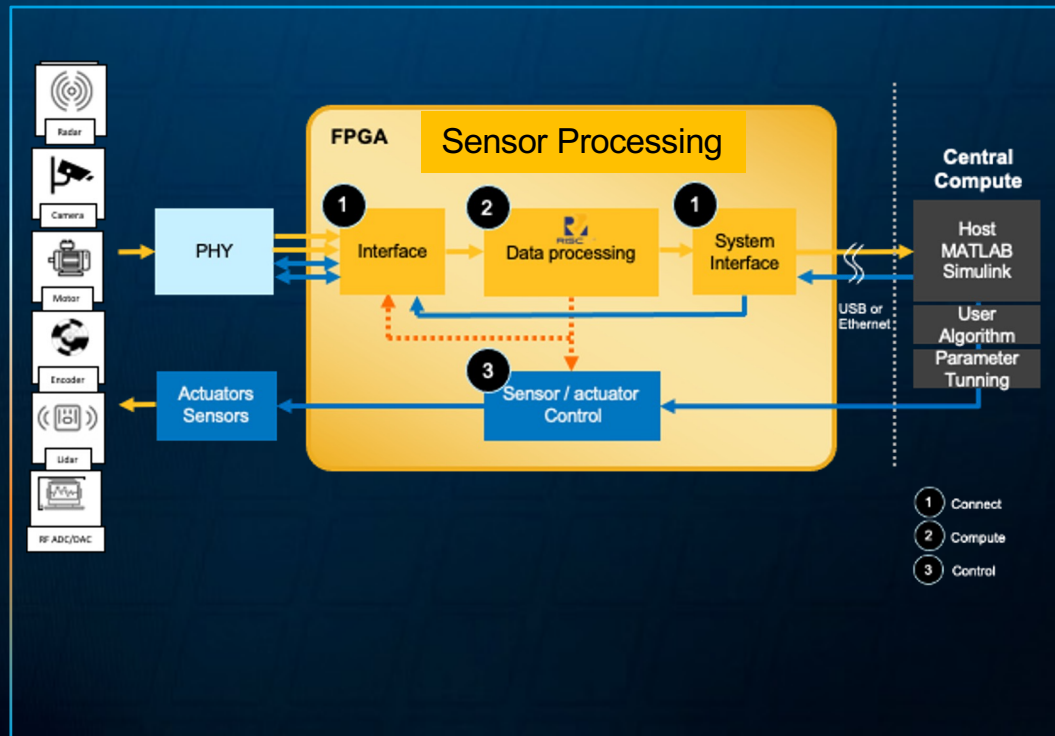 Radar
Camera
Motor
Encoder
Lidar
RF ADC/DAC
PHY
Actuators
Sensors
FPGA
Sensor Processing
1
Interface
2
Data processing
1
System
Interface
3
Sensor / actuator
Control
USB or
Ethernet
Central
Compute
Host
MATLAB
Simulink
User
Algorithm
Parameter
Tunning
1 Connect
2 Compute
3 Control